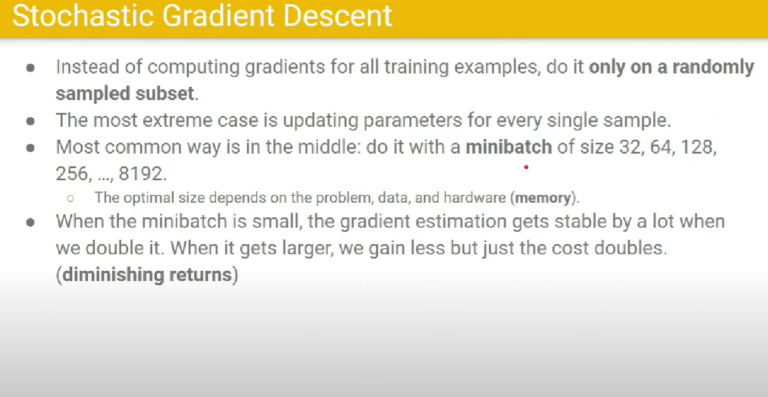 Stochastic Gradient Descent
● Instead of computing gradients for all training examples, do it only on a randomly
sampled subset.
● The most extreme case is updating parameters for every single sample.
● Most common way is in the middle: do it with a minibatch of size 32, 64, 128,
256, ..., 8192.
○ The optimal size depends on the problem, data, and hardware (memory).
● When the minibatch is small, the gradient estimation gets stable by a lot when
we double it. When it gets larger, we gain less but just the cost doubles.
(diminishing returns)